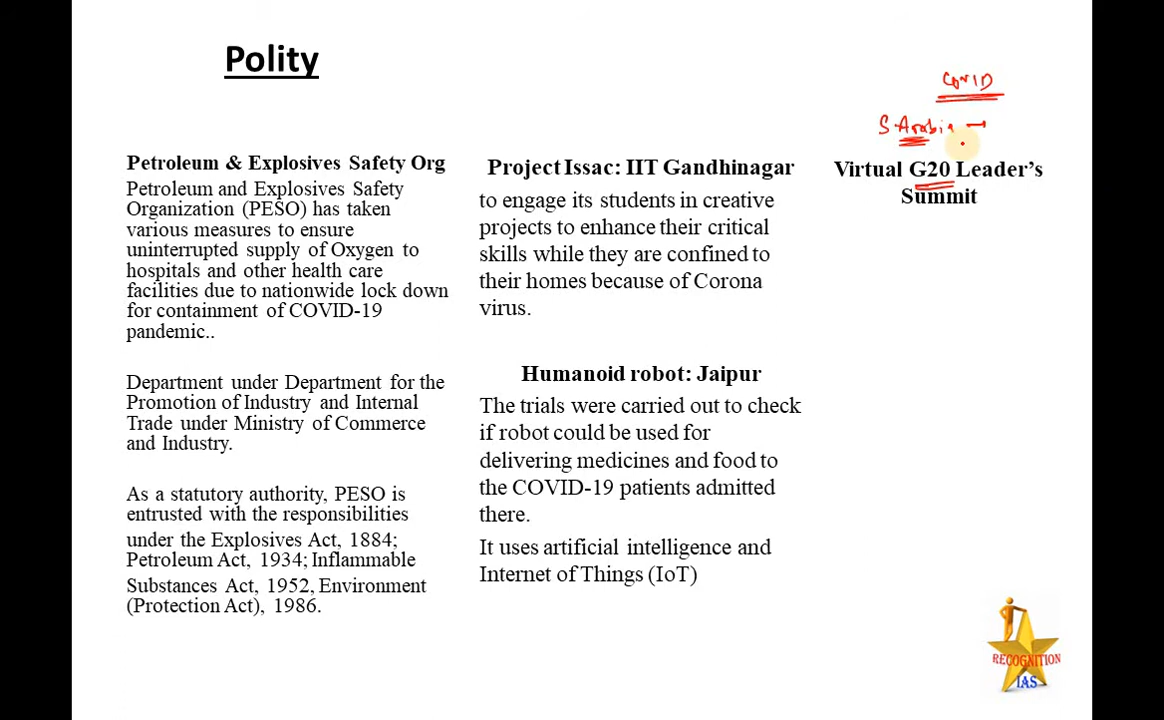 Polity
Petroleum & Explosives Safety Org
Petroleum and Explosives Safety
Organization (PESO) has taken
various measures to ensure
uninterrupted supply of Oxygen to
hospitals and other health care
facilities due to nationwide lock down
for containment of COVID-19
pandemic..
Department under Department for the
Promotion of Industry and Internal
Trade under Ministry of Commerce
and Industry.
As a statutory authority, PESO is
entrusted with the responsibilities
under the Explosives Act, 1884;
Petroleum Act, 1934; Inflammable
Substances Act, 1952, Environment
(Protection Act), 1986.
Project Issac: IIT Gandhinagar
to engage its students in creative
projects to enhance their critical
skills while they are confined to
their homes because of Corona
virus.
Humanoid robot: Jaipur
The trials were carried out to check
if robot could be used for
delivering medicines and food to
the COVID-19 patients admitted
there.
It uses artificial intelligence and
Internet of Things (IoT)
COVID
S.Arabia →
Virtual G20 Leader's
Summit
RECOGNITION
IAS